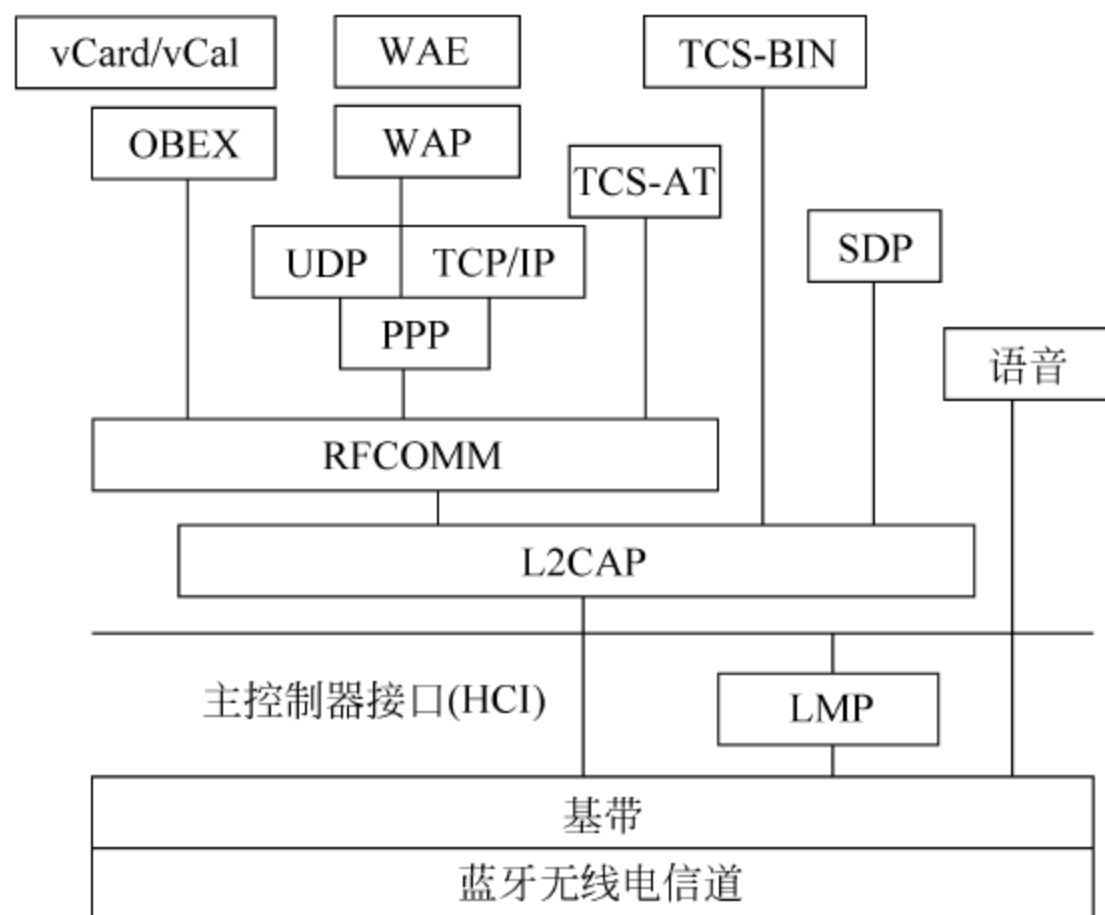 vCard/vCal
WAE
TCS-BIN
OBEX
WAP
TCS-AT
SDP
UDP
TCP/IP
PPP
语音
RFCOMM
L2CAP
主控制器接口(HCI)
LMP
基带
蓝牙无线电信道